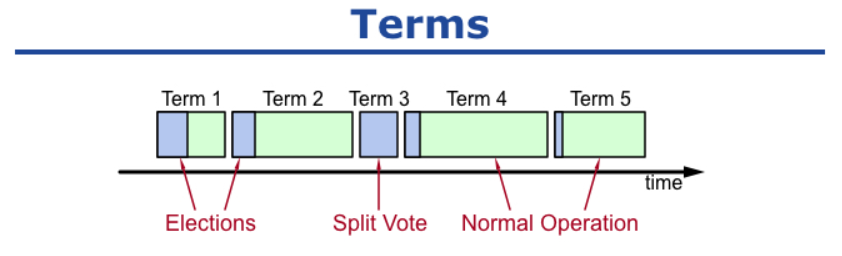 Terms
Term 1 Term 2 Term 3 Term 4 Term 5
time
Elections Split Vote Normal Operation